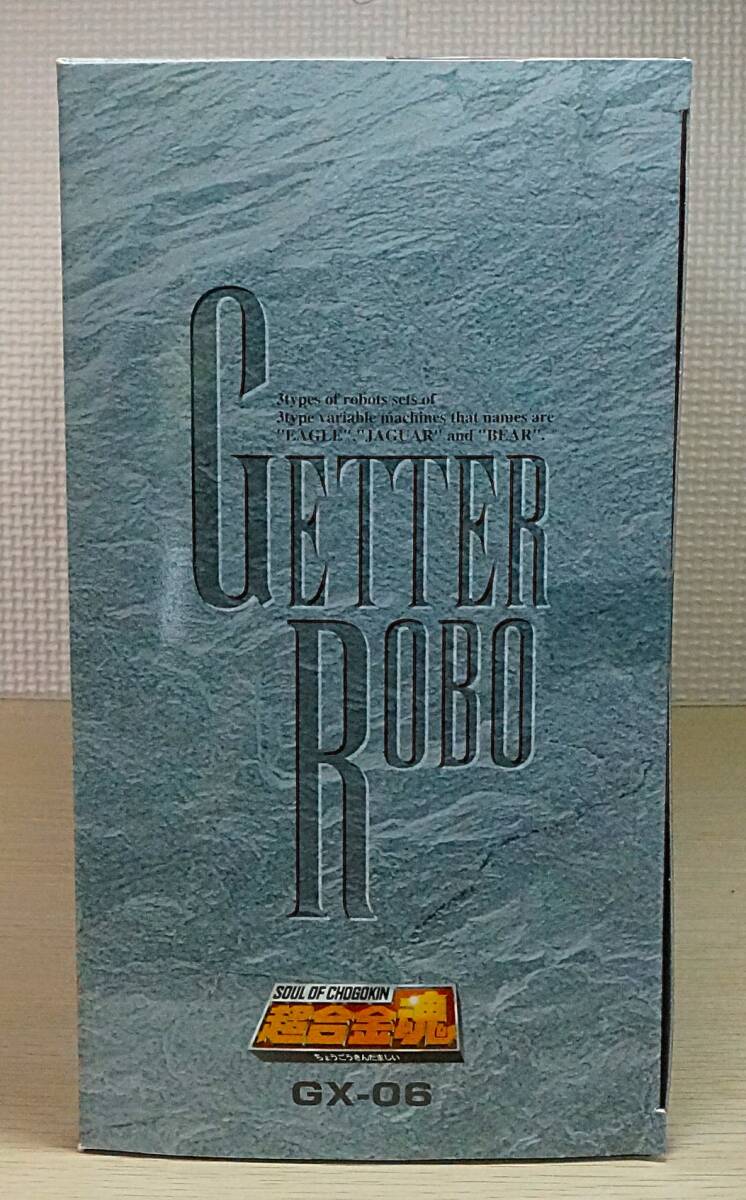 3types of robots sets of
3type variable machines that names are
"EAGLE","JAGUAR" and "BEAR".
GETTER
ROBO
SOUL OF CHOGOKIN
超合金魂
ちょうごうきんだましい
GX-06